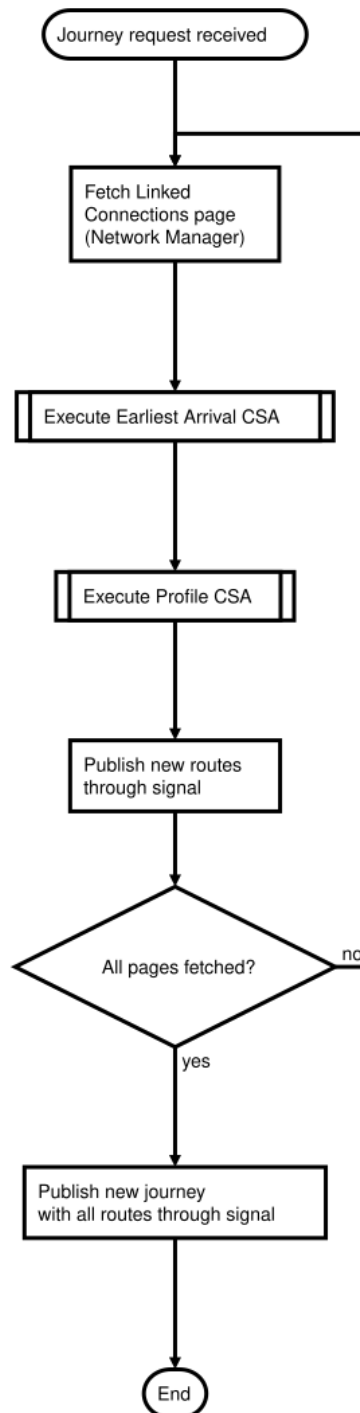 Journey request received
Fetch Linked
Connections page
(Network Manager)
Execute Earliest Arrival CSA
Execute Profile CSA
Publish new routes
through signal
All pages fetched?
no
yes
Publish new journey
with all routes through signal
End